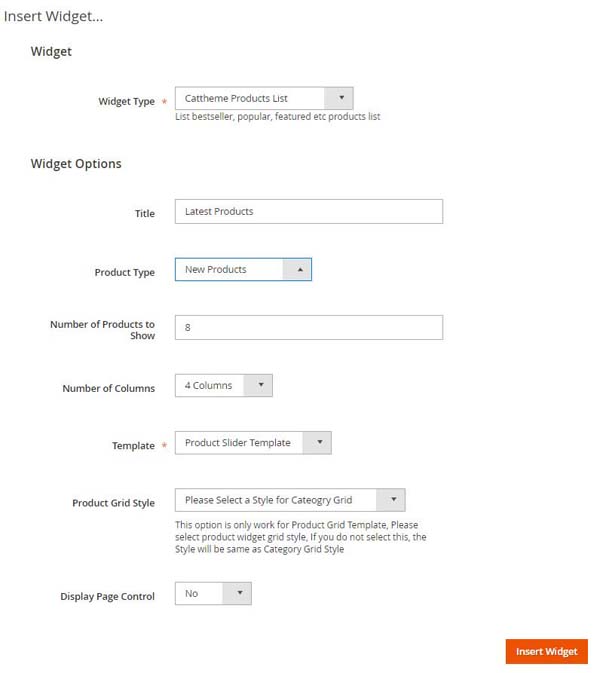 Insert Widget...
Widget
Widget Type *
Cattheme Products List
List bestseller, popular, featured etc products list
Widget Options
Title
Latest Products
Product Type
New Products
Number of Products to
Show
8
Number of Columns
4 Columns
Template *
Product Slider Template
Product Grid Style
Please Select a Style for Cateogry Grid
This option is only work for Product Grid Template, Please
select product widget grid style, If you do not select this, the
Style will be same as Category Grid Style
Display Page Control
No
Insert Widget